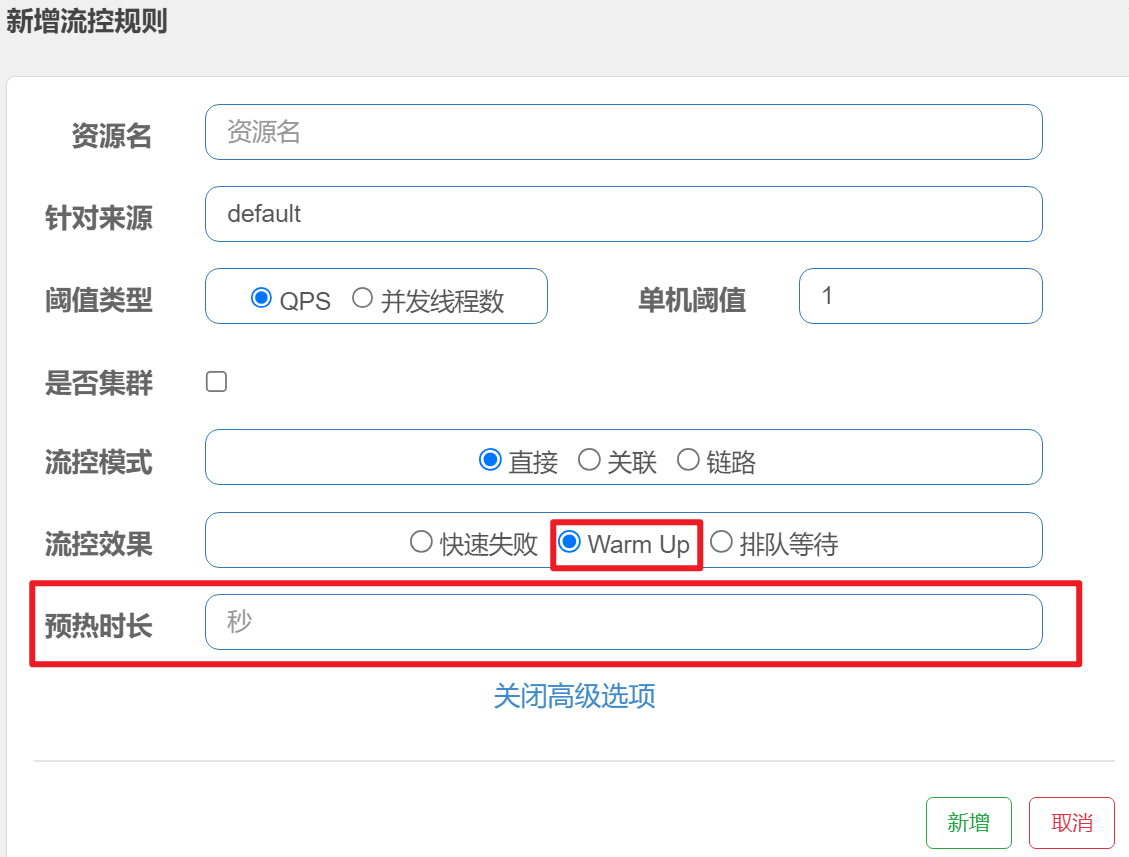 新增流控规则
资源名 资源名
针对来源 default
阈值类型 QPS 并发线程数 单机阈值 1
是否集群
流控模式 直接 关联 链路
流控效果 快速失败 Warm Up 排队等待
预热时长 秒
关闭高级选项
新增 取消